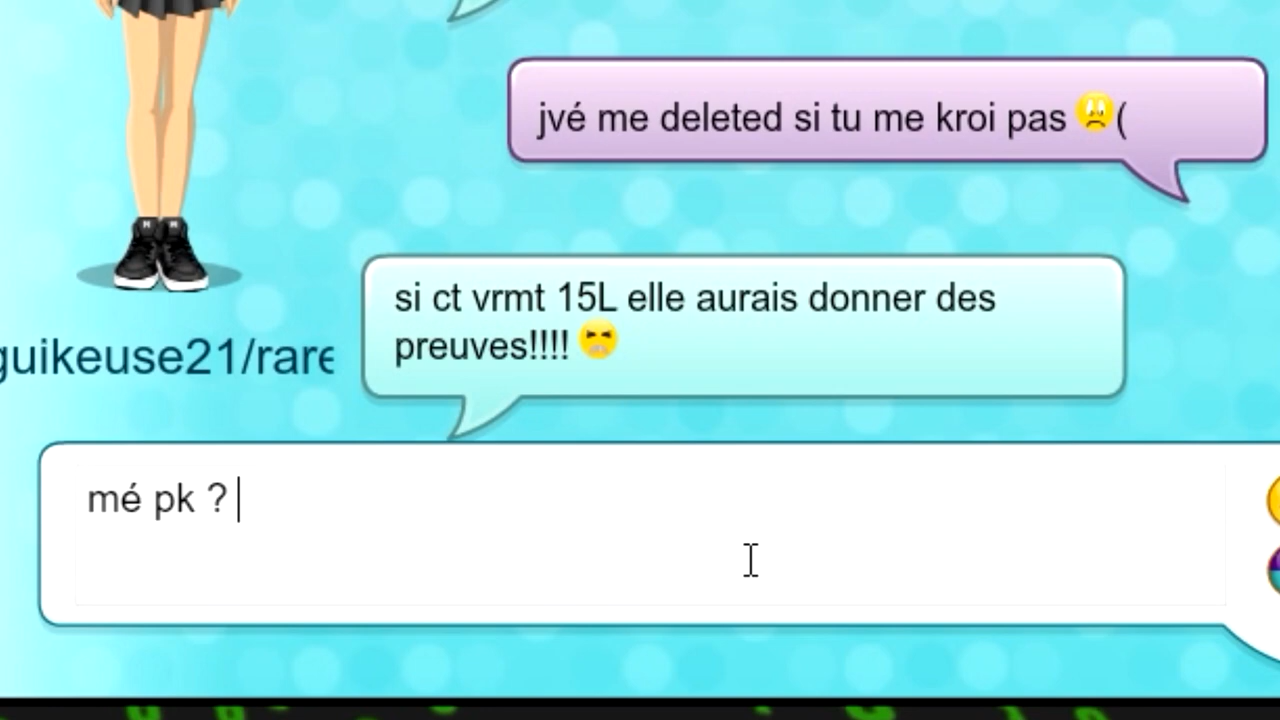 jvé me deleted si tu me kroi pas (
si ct vrmt 15L elle aurais donner des
preuves!!!!
guikeuse21/rare
mé pk ?